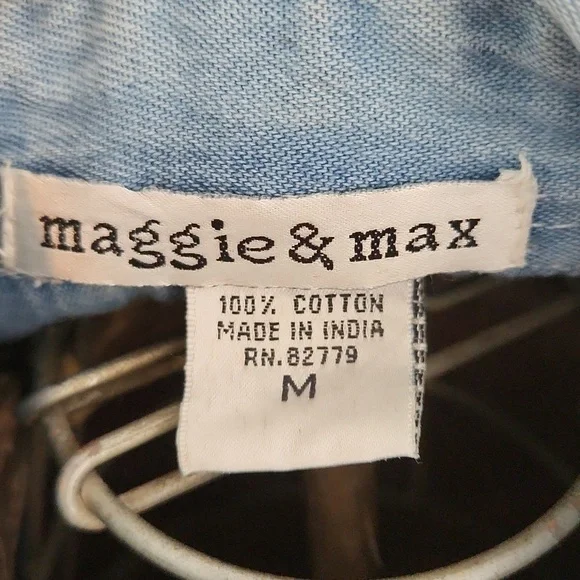 maggie & max
100% COTTON
MADE IN INDIA
RN.82779
M